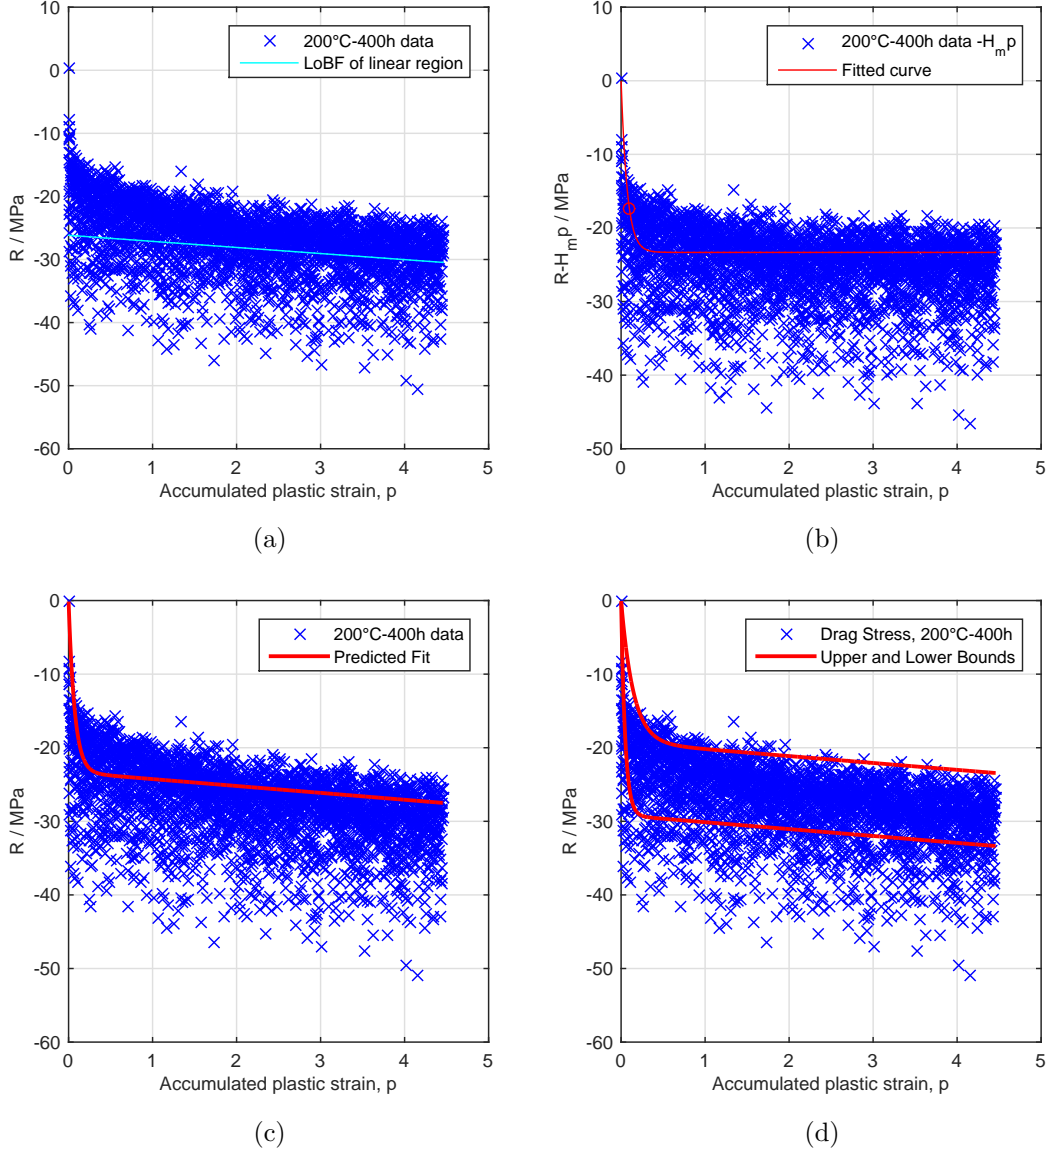 10
0
-10
-20
-30
-40
-50
-60
R / MPa
0 1 2 3 4 5
Accumulated plastic strain, p
200°C-400h data
LoBF of linear region
(a)
10
0
-10
-20
-30
-40
-50
R-H_m p / MPa
0 1 2 3 4 5
Accumulated plastic strain, p
200°C-400h data -H_m p
Fitted curve
(b)
0
-10
-20
-30
-40
-50
-60
R / MPa
0 1 2 3 4 5
Accumulated plastic strain, p
200°C-400h data
Predicted Fit
(c)
0
-10
-20
-30
-40
-50
-60
R / MPa
0 1 2 3 4 5
Accumulated plastic strain, p
Drag Stress, 200°C-400h
Upper and Lower Bounds
(d)